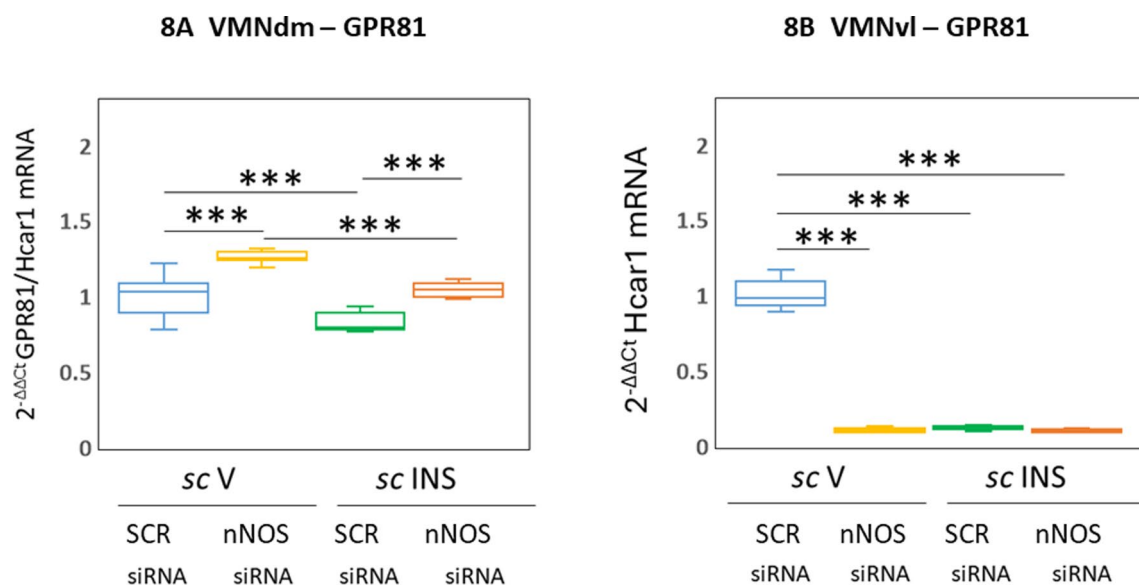 8A VMNdm – GPR81
2-ΔΔCt GPR81/Hcar1 mRNA
2
1.5
1
0.5
0
***
***
***
***
sc V
sc INS
SCR
nNOS
SCR
nNOS
siRNA
siRNA
siRNA
siRNA
8B VMNvl – GPR81
2-ΔΔCt Hcar1 mRNA
2
1.5
1
0.5
0
***
***
***
sc V
sc INS
SCR
nNOS
SCR
nNOS
siRNA
siRNA
siRNA
siRNA